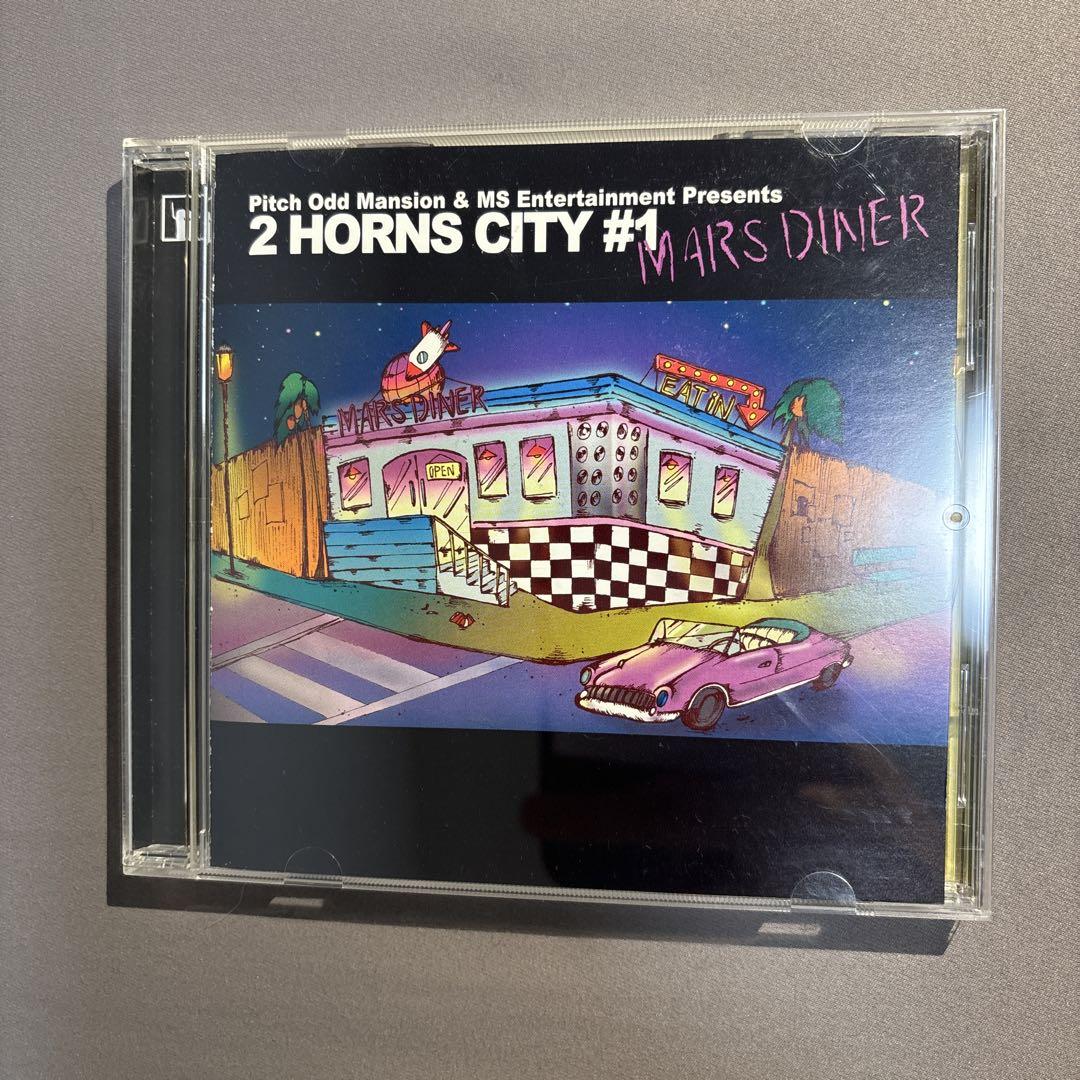 Pitch Odd Mansion & MS Entertainment Presents
2 HORNS CITY #1
MARS DINER
MARS DINER
EAT iN
OPEN